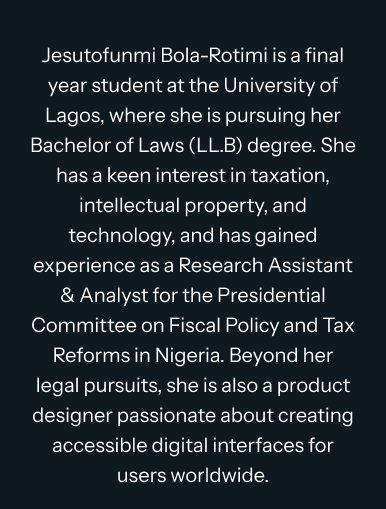 Jesutofunmi Bola-Rotimi is a final
year student at the University of
Lagos, where she is pursuing her
Bachelor of Laws (LL.B) degree. She
has a keen interest in taxation,
intellectual property, and
technology, and has gained
experience as a Research Assistant
& Analyst for the Presidential
Committee on Fiscal Policy and Tax
Reforms in Nigeria. Beyond her
legal pursuits, she is also a product
designer passionate about creating
accessible digital interfaces for
users worldwide.